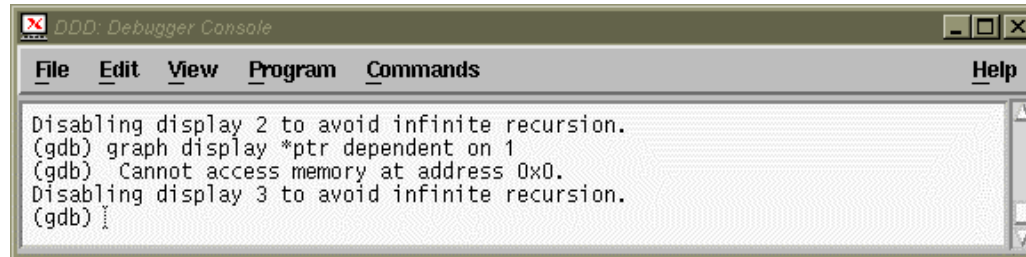 DDD: Debugger Console
File Edit View Program Commands Help
Disabling display 2 to avoid infinite recursion.
(gdb) graph display *ptr dependent on 1
(gdb)  Cannot access memory at address 0x0.
Disabling display 3 to avoid infinite recursion.
(gdb)